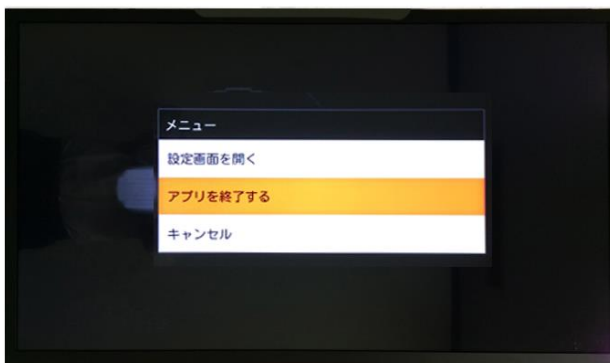 メニュー
設定画面を開く
アプリを終了する
キャンセル